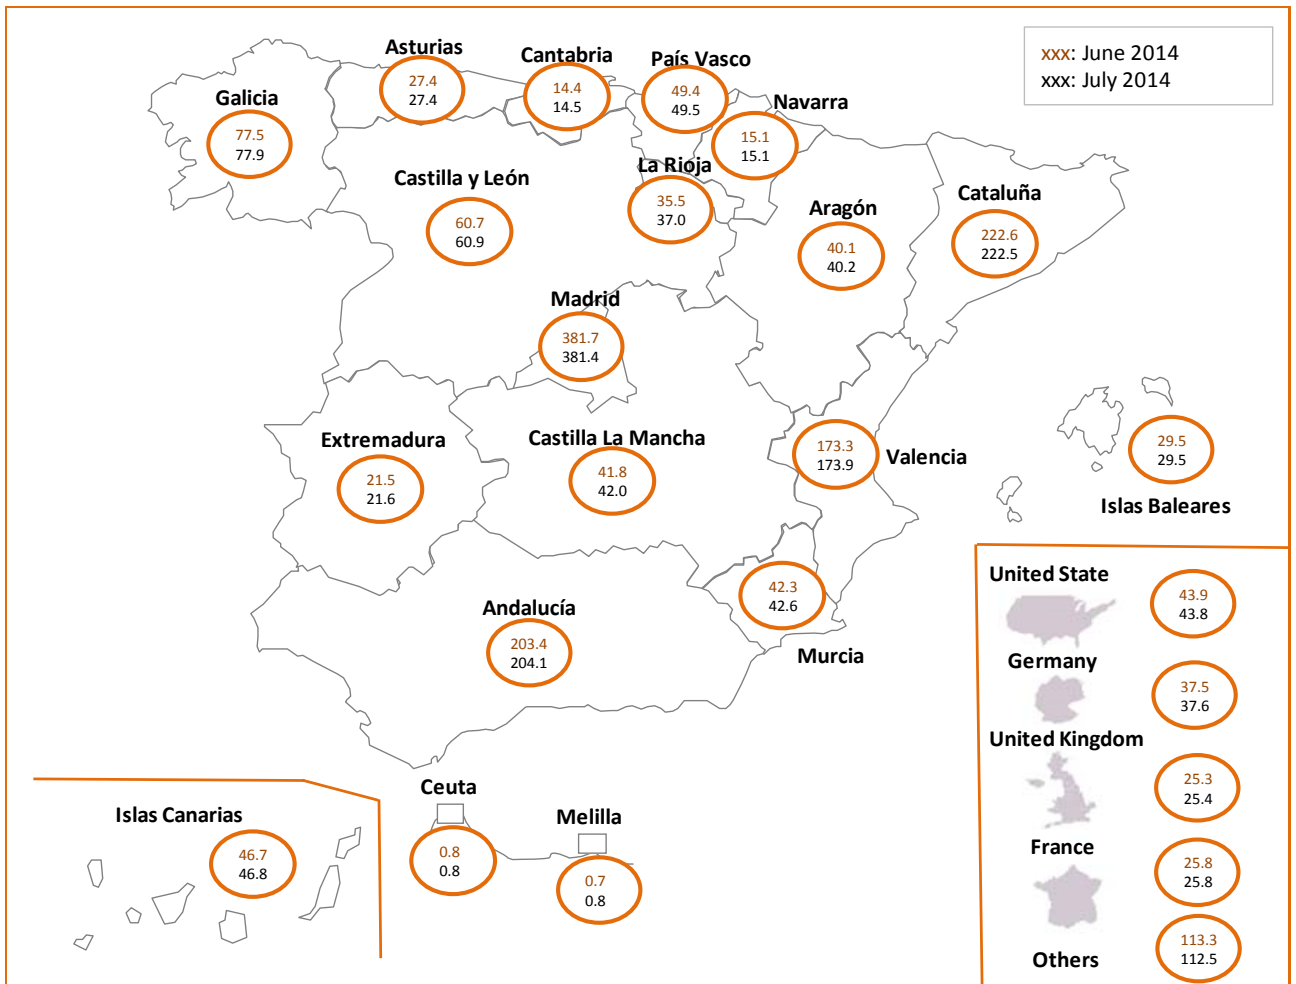 xxx: June 2014
xxx: July 2014
Asturias
27.4
27.4
Cantabria
14.4
14.5
País Vasco
49.4
49.5
Navarra
15.1
15.1
Galicia
77.5
77.9
Castilla y León
60.7
60.9
La Rioja
35.5
37.0
Aragón
40.1
40.2
Cataluña
222.6
222.5
Madrid
381.7
381.4
Extremadura
21.5
21.6
Castilla La Mancha
41.8
42.0
173.3
173.9
Valencia
29.5
29.5
Islas Baleares
Andalucía
203.4
204.1
42.3
42.6
Murcia
United State
43.9
43.8
Germany
37.5
37.6
United Kingdom
25.3
25.4
France
25.8
25.8
Others
113.3
112.5
Islas Canarias
46.7
46.8
Ceuta
0.8
0.8
Melilla
0.7
0.8